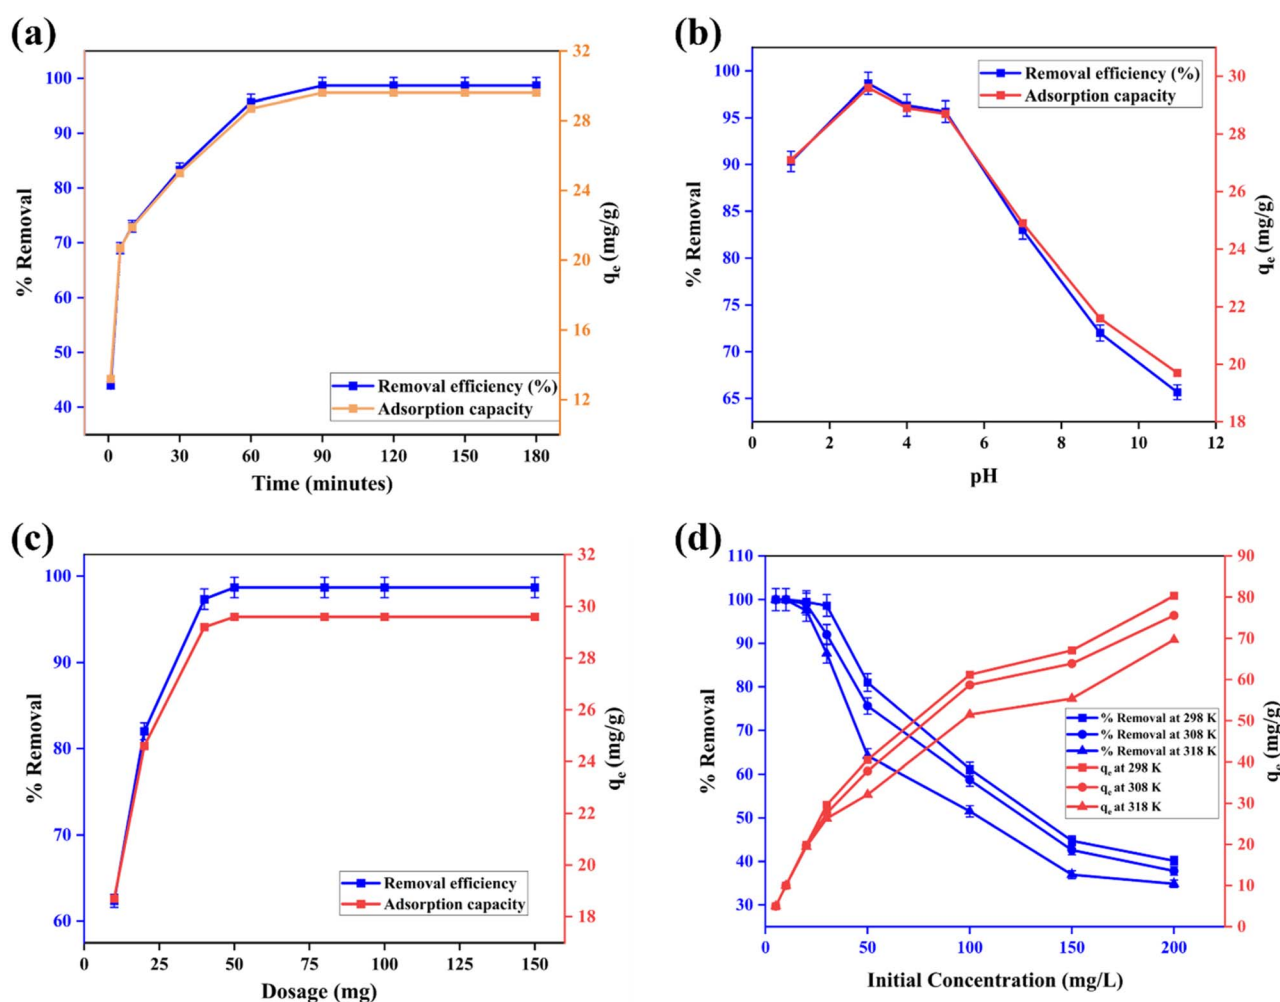 (a)
100
90
80
70
60
50
40
% Removal
32
28
24
20
16
12
qe (mg/g)
Removal efficiency (%)
Adsorption capacity
0 30 60 90 120 150 180
Time (minutes)
(b)
100
95
90
85
80
75
70
65
% Removal
30
28
26
24
22
20
18
qe (mg/g)
Removal efficiency (%)
Adsorption capacity
0 2 4 6 8 10 12
pH
(c)
100
90
80
70
60
% Removal
32
30
28
26
24
22
20
18
qe (mg/g)
Removal efficiency
Adsorption capacity
0 25 50 75 100 125 150
Dosage (mg)
(d)
110
100
90
80
70
60
50
40
30
% Removal
90
80
70
60
50
40
30
20
10
0
qe (mg/g)
% Removal at 298 K
% Removal at 308 K
% Removal at 318 K
qe at 298 K
qe at 308 K
qe at 318 K
0 50 100 150 200
Initial Concentration (mg/L)